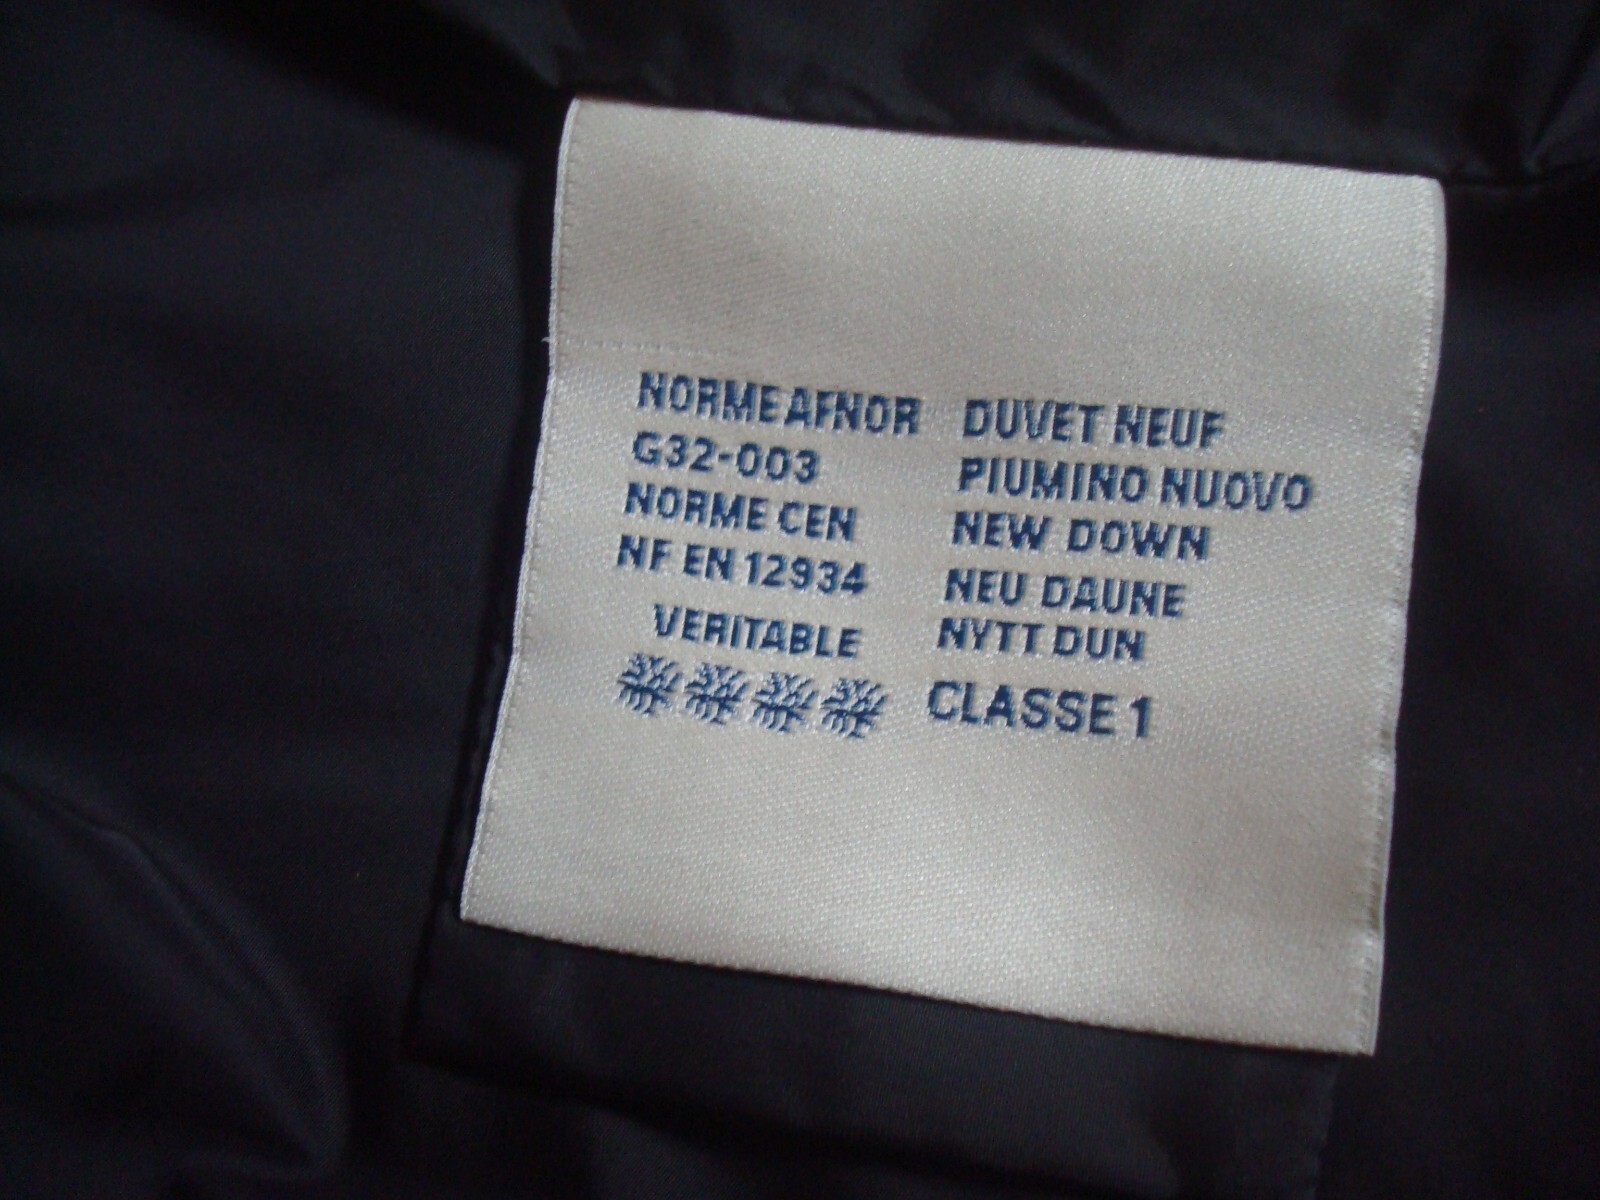 NORME AFNOR
G32-003
NORME CEN
NF EN 12934
VERITABLE
DUVET NEUF
PIUMINO NUOVO
NEW DOWN
NEU DAUNE
NYTT DUN
CLASSE 1